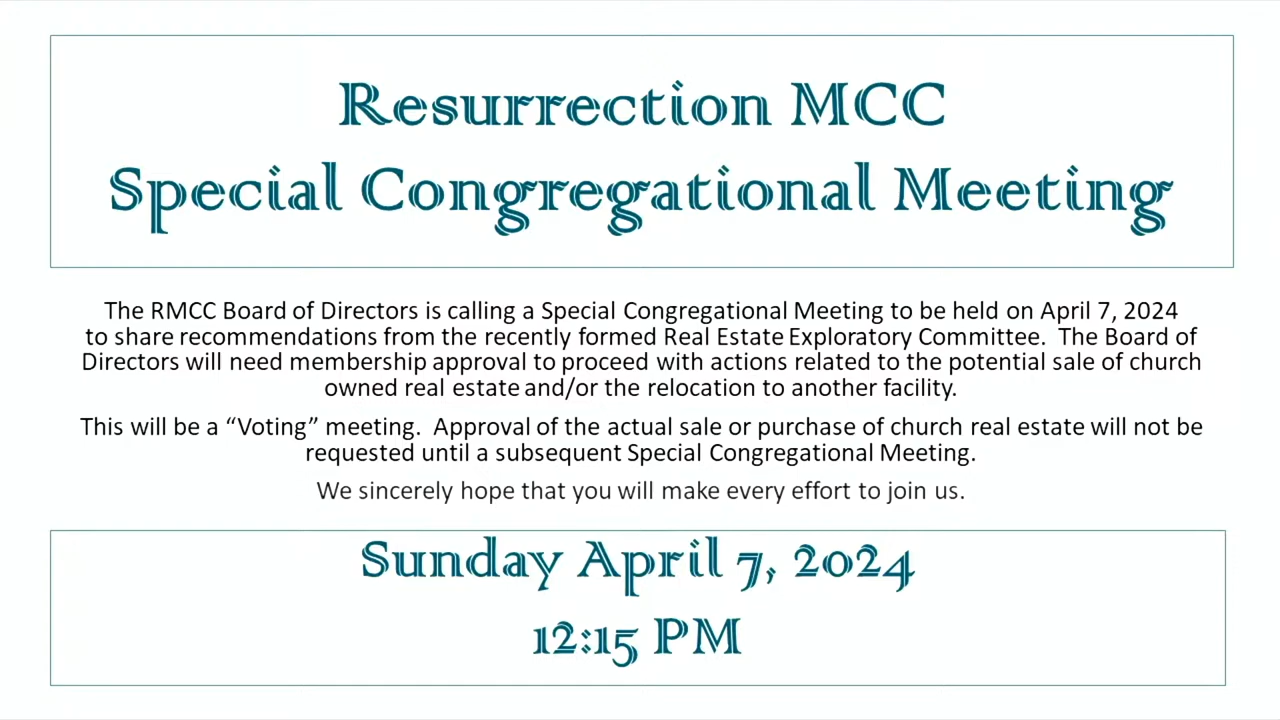 Resurrection MCC
Special Congregational Meeting
The RMCC Board of Directors is calling a Special Congregational Meeting to be held on April 7, 2024
to share recommendations from the recently formed Real Estate Exploratory Committee.  The Board of
Directors will need membership approval to proceed with actions related to the potential sale of church
owned real estate and/or the relocation to another facility.
This will be a “Voting” meeting.  Approval of the actual sale or purchase of church real estate will not be
requested until a subsequent Special Congregational Meeting.
We sincerely hope that you will make every effort to join us.
Sunday April 7, 2024
12:15 PM